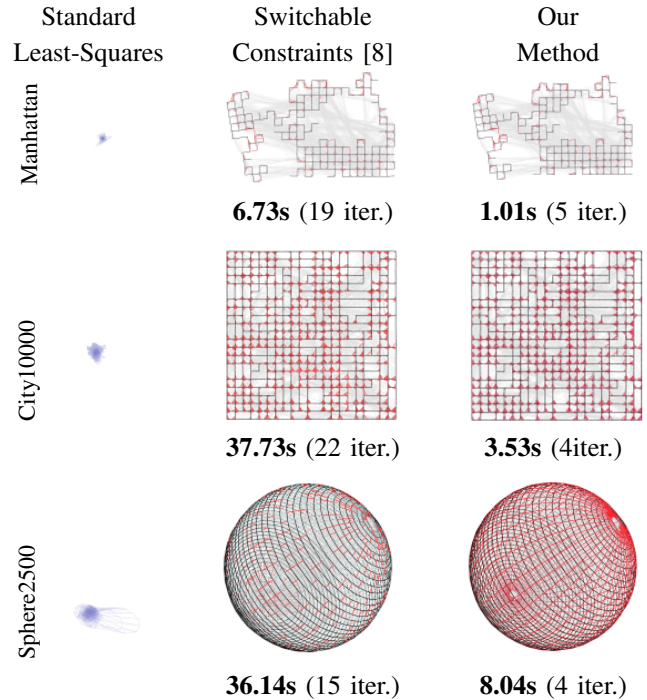 Standard Switchable Our
Least-Squares Constraints [8] Method
Manhattan
6.73s (19 iter.) 1.01s (5 iter.)
City10000
37.73s (22 iter.) 3.53s (4iter.)
Sphere2500
36.14s (15 iter.) 8.04s (4 iter.)